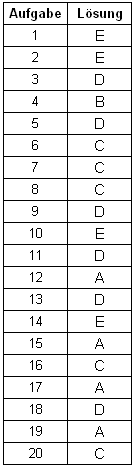 Aufgabe Lösung
1 E
2 E
3 D
4 B
5 D
6 C
7 C
8 C
9 D
10 E
11 D
12 A
13 D
14 E
15 A
16 C
17 A
18 D
19 A
20 C